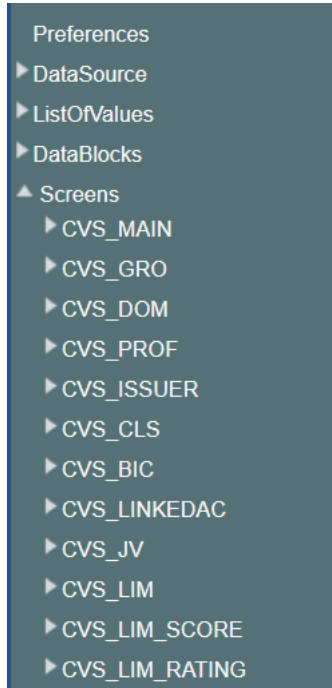 Preferences
DataSource
ListOfValues
DataBlocks
Screens
CVS_MAIN
CVS_GRO
CVS_DOM
CVS_PROF
CVS_ISSUER
CVS_CLS
CVS_BIC
CVS_LINKEDAC
CVS_JV
CVS_LIM
CVS_LIM_SCORE
CVS_LIM_RATING